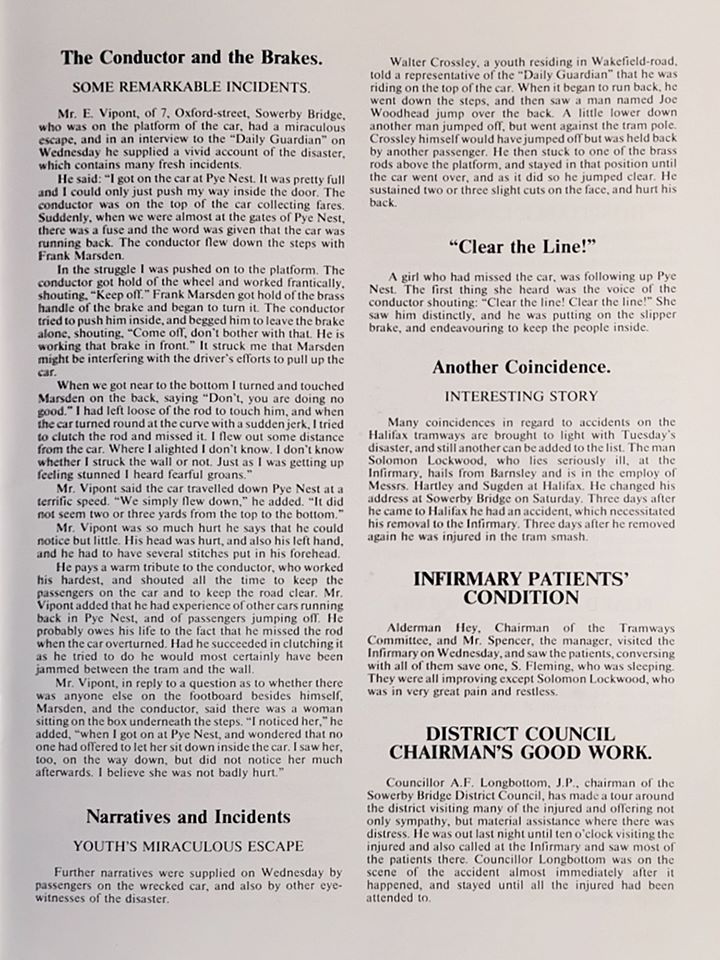 The Conductor and the Brakes.
SOME REMARKABLE INCIDENTS.
Mr. E. Vipont, of 7, Oxford-street, Sowerby Bridge,
who was on the platform of the car, had a miraculous
escape, and in an interview to the “Daily Guardian” on
Wednesday he supplied a vivid account of the disaster,
which contains many fresh incidents.
He said: “I got on the car at Pye Nest. It was pretty full
and I could only just push my way inside the door. The
conductor was on the top of the car collecting fares.
Suddenly, when we were almost at the gates of Pye Nest,
there was a fuse and the word was given that the car was
running back. The conductor flew down the steps with
Frank Marsden.
In the struggle I was pushed on to the platform. The
conductor got hold of the wheel and worked frantically,
shouting, “Keep off.” Frank Marsden got hold of the brass
handle of the brake and began to turn it. The conductor
tried to push him inside, and begged him to leave the brake
alone, shouting, “Come off, don't bother with that. He is
working that brake in front.” It struck me that Marsden
might be interfering with the driver's efforts to pull up the
car.
When we got near to the bottom I turned and touched
Marsden on the back, saying “Don't, you are doing no
good.” I had left loose of the rod to touch him, and when
the car turned round at the curve with a sudden jerk, I tried
to clutch the rod and missed it. I flew out some distance
from the car. Where I alighted I don't know. I don't know
whether I struck the wall or not. Just as I was getting up
feeling stunned I heard fearful groans.”
Mr. Vipont said the car travelled down Pye Nest at a
terrific speed. “We simply flew down,” he added. “It did
not seem two or three yards from the top to the bottom.”
Mr. Vipont was so much hurt he says that he could
notice but little. His head was hurt, and also his left hand,
and he had to have several stitches put in his forehead.
He pays a warm tribute to the conductor, who worked
his hardest, and shouted all the time to keep the
passengers on the car and to keep the road clear. Mr.
Vipont added that he had experience of other cars running
back in Pye Nest, and of passengers jumping off. He
probably owes his life to the fact that he missed the rod
when the car overturned. Had he succeeded in clutching it
as he tried to do he would most certainly have been
jammed between the tram and the wall.
Mr. Vipont, in reply to a question as to whether there
was anyone else on the footboard besides himself,
Marsden, and the conductor, said there was a woman
sitting on the box underneath the steps. “I noticed her,” he
added, “when I got on at Pye Nest, and wondered that no
one had offered to let her sit down inside the car. I saw her,
too, on the way down, but did not notice her much
afterwards. I believe she was not badly hurt.”
Narratives and Incidents
YOUTH'S MIRACULOUS ESCAPE
Further narratives were supplied on Wednesday by
passengers on the wrecked car, and also by other eye-
witnesses of the disaster.
Walter Crossley, a youth residing in Wakefield-road,
told a representative of the “Daily Guardian” that he was
riding on the top of the car. When it began to run back, he
went down the steps, and then saw a man named Joe
Woodhead jump over the back. A little lower down
another man jumped off, but went against the tram pole.
Crossley himself would have jumped off but was held back
by another passenger. He then stuck to one of the brass
rods above the platform, and stayed in that position until
the car went over, and as it did so he jumped clear. He
sustained two or three slight cuts on the face, and hurt his
back.
“Clear the Line!”
A girl who had missed the car, was following up Pye
Nest. The first thing she heard was the voice of the
conductor shouting: “Clear the line! Clear the line!” She
saw him distinctly, and he was putting on the slipper
brake, and endeavouring to keep the people inside.
Another Coincidence.
INTERESTING STORY
Many coincidences in regard to accidents on the
Halifax tramways are brought to light with Tuesday's
disaster, and still another can be added to the list. The man
Solomon Lockwood, who lies seriously ill, at the
Infirmary, hails from Barnsley and is in the employ of
Messrs. Hartley and Sugden at Halifax. He changed his
address at Sowerby Bridge on Saturday. Three days after
he came to Halifax he had an accident, which necessitated
his removal to the Infirmary. Three days after he removed
again he was injured in the tram smash.
INFIRMARY PATIENTS'
CONDITION
Alderman Hey, Chairman of the Tramways
Committee, and Mr. Spencer, the manager, visited the
Infirmary on Wednesday, and saw the patients, conversing
with all of them save one, S. Fleming, who was sleeping.
They were all improving except Solomon Lockwood, who
was in very great pain and restless.
DISTRICT COUNCIL
CHAIRMAN'S GOOD WORK.
Councillor A.F. Longbottom, J.P., chairman of the
Sowerby Bridge District Council, has made a tour around
the district visiting many of the injured and offering not
only sympathy, but material assistance where there was
distress. He was out last night until ten o'clock visiting the
injured and also called at the Infirmary and saw most of
the patients there. Councillor Longbottom was on the
scene of the accident almost immediately after it
happened, and stayed until all the injured had been
attended to.